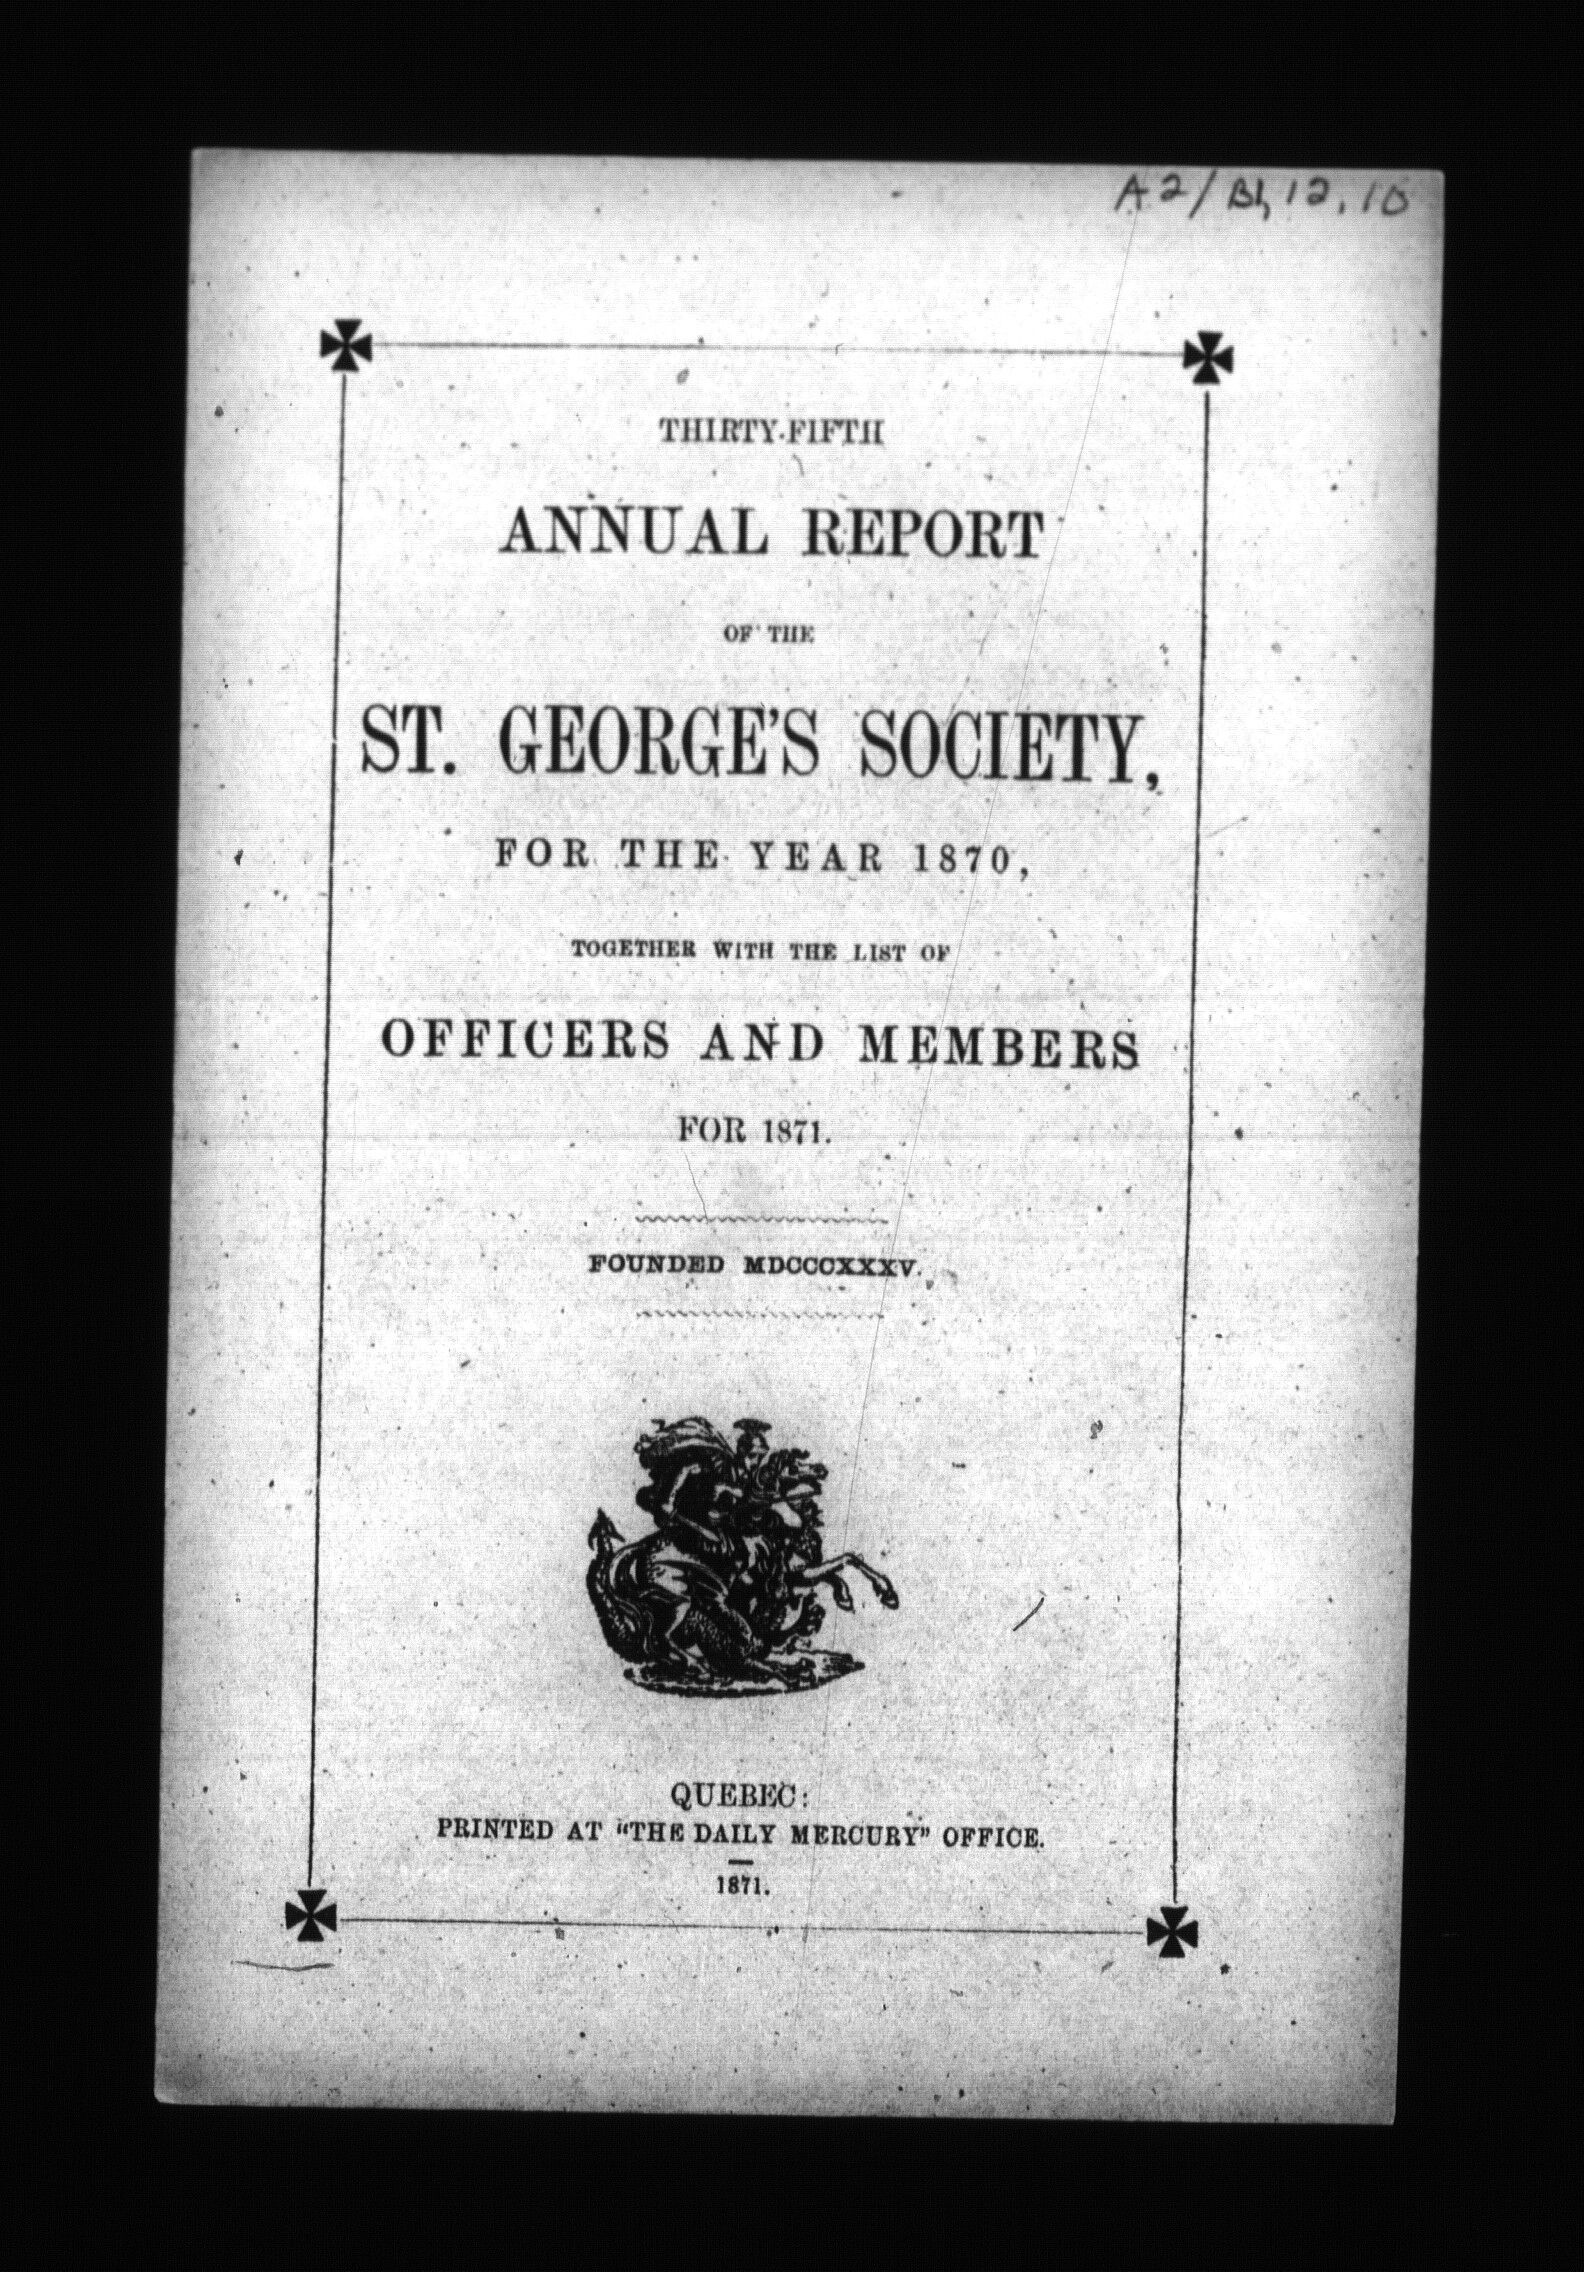 A2/B1,12.10
THIRTY-FIFTH
ANNUAL REPORT
OF THE
ST. GEORGE'S SOCIETY,
FOR THE YEAR 1870,
TOGETHER WITH THE LIST OF
OFFICERS AND MEMBERS
FOR 1871.
FOUNDED MDCCCXXXV.
QUEBEC:
PRINTED AT "THE DAILY MERCURY" OFFICE.
1871.